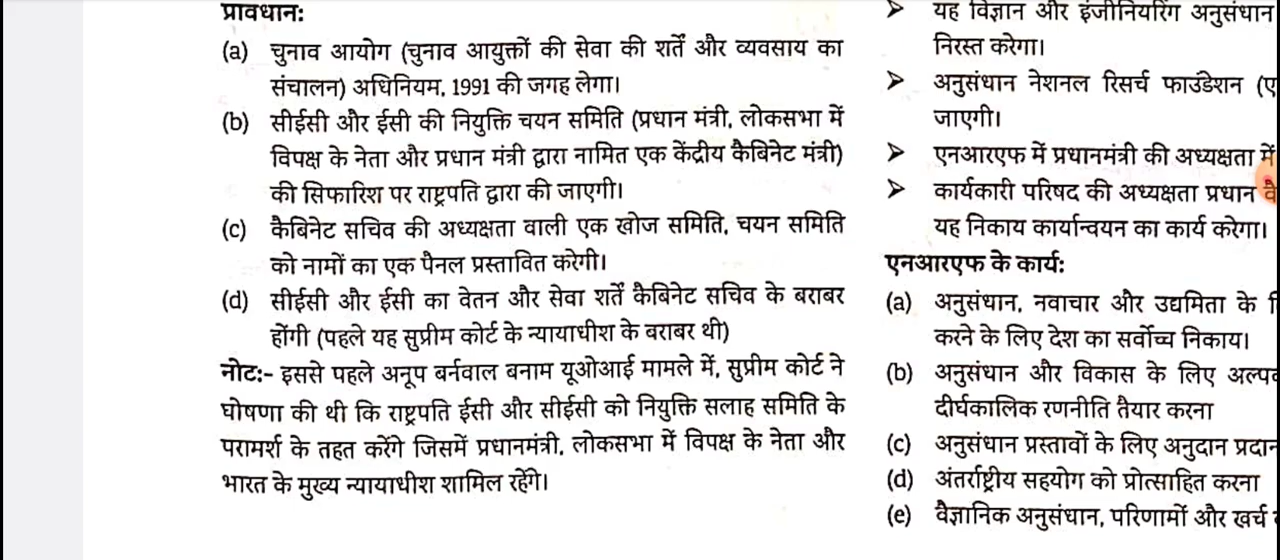 प्रावधान:
(a) चुनाव आयोग (चुनाव आयुक्तों की सेवा की शर्तें और व्यवसाय का
संचालन) अधिनियम, 1991 की जगह लेगा।
(b) सीईसी और ईसी की नियुक्ति चयन समिति (प्रधान मंत्री, लोकसभा में
विपक्ष के नेता और प्रधान मंत्री द्वारा नामित एक केंद्रीय कैबिनेट मंत्री)
की सिफारिश पर राष्ट्रपति द्वारा की जाएगी।
(c) कैबिनेट सचिव की अध्यक्षता वाली एक खोज समिति, चयन समिति
को नामों का एक पैनल प्रस्तावित करेगी।
(d) सीईसी और ईसी का वेतन और सेवा शर्तें कैबिनेट सचिव के बराबर
होंगी (पहले यह सुप्रीम कोर्ट के न्यायाधीश के बराबर थी)
नोट:- इससे पहले अनूप बर्नवाल बनाम यूओआई मामले में, सुप्रीम कोर्ट ने
घोषणा की थी कि राष्ट्रपति ईसी और सीईसी को नियुक्ति सलाह समिति के
परामर्श के तहत करेंगे जिसमें प्रधानमंत्री, लोकसभा में विपक्ष के नेता और
भारत के मुख्य न्यायाधीश शामिल रहेंगे।
➢ यह विज्ञान और इंजीनियरिंग अनुसंधान
निरस्त करेगा।
➢ अनुसंधान नेशनल रिसर्च फाउंडेशन (ए
जाएगी।
➢ एनआरएफ में प्रधानमंत्री की अध्यक्षता में
➢ कार्यकारी परिषद की अध्यक्षता प्रधान वै
यह निकाय कार्यान्वयन का कार्य करेगा।
एनआरएफ के कार्य:
(a) अनुसंधान, नवाचार और उद्यमिता के
करने के लिए देश का सर्वोच्च निकाय।
(b) अनुसंधान और विकास के लिए अल्प
दीर्घकालिक रणनीति तैयार करना
(c) अनुसंधान प्रस्तावों के लिए अनुदान प्रदान
(d) अंतर्राष्ट्रीय सहयोग को प्रोत्साहित करना
(e) वैज्ञानिक अनुसंधान, परिणामों और खर्च